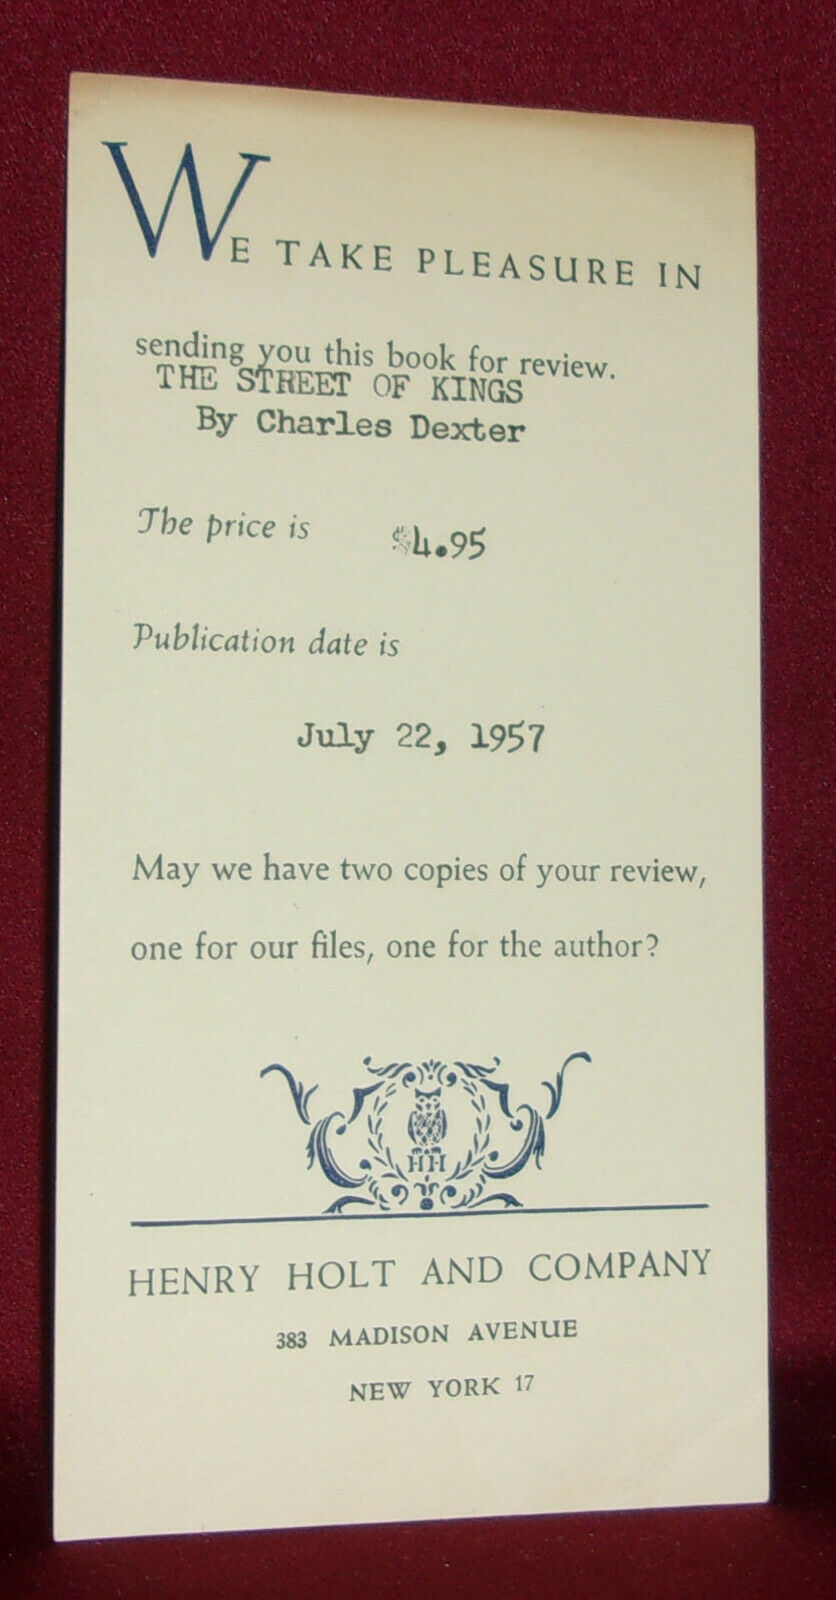 WE TAKE PLEASURE IN
sending you this book for review.
THE STREET OF KINGS
By Charles Dexter
The price is $4.95
Publication date is
July 22, 1957
May we have two copies of your review,
one for our files, one for the author?
HH
HENRY HOLT AND COMPANY
383 MADISON AVENUE
NEW YORK 17